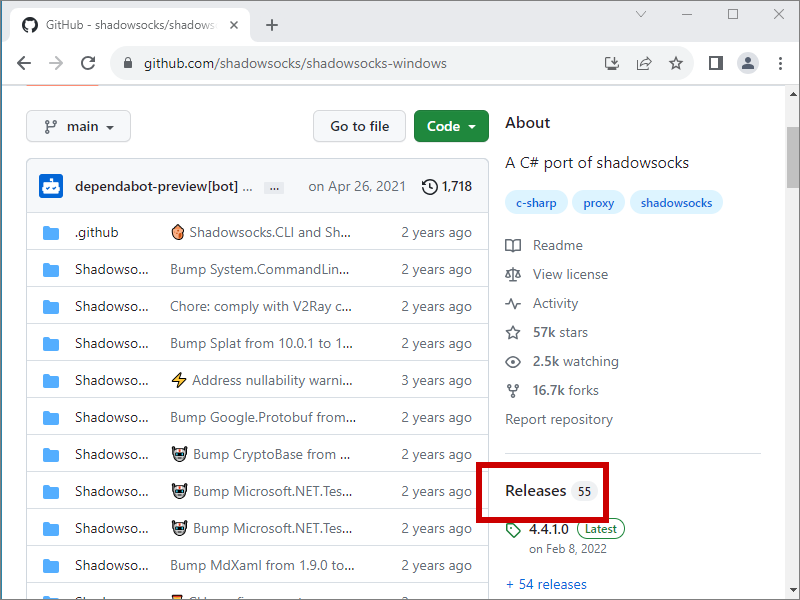 GitHub - shadowsocks/shadows
github.com/shadowsocks/shadowsocks-windows
main
Go to file
Code
dependabot-preview[bot] ...
...
on Apr 26, 2021
1,718
.github
Shadowsocks.CLI and Sh...
2 years ago
Shadowso...
Bump System.CommandLin...
2 years ago
Shadowso...
Chore: comply with V2Ray c...
2 years ago
Shadowso...
Bump Splat from 10.0.1 to 1...
2 years ago
Shadowso...
Address nullability warni...
3 years ago
Shadowso...
Bump Google.Protobuf from...
2 years ago
Shadowso...
Bump CryptoBase from ...
2 years ago
Shadowso...
Bump Microsoft.NET.Tes...
2 years ago
Shadowso...
Bump Microsoft.NET.Tes...
2 years ago
Shadowso...
Bump MdXaml from 1.9.0 to...
2 years ago
About
A C# port of shadowsocks
c-sharp
proxy
shadowsocks
Readme
View license
Activity
57k stars
2.5k watching
16.7k forks
Report repository
Releases 55
4.4.1.0 Latest
on Feb 8, 2022
+ 54 releases